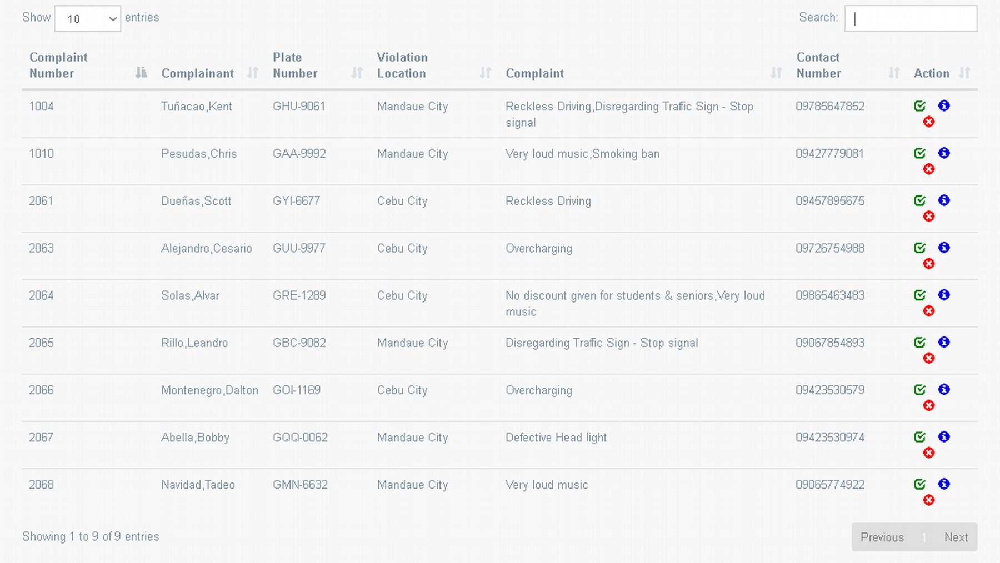 Show 10 entries Search:
Complaint Number Complainant Plate Number Violation Location Complaint Contact Number Action
1004 Tuñacao,Kent GHU-9061 Mandaue City Reckless Driving,Disregarding Traffic Sign - Stop 09785647852
signal
1010 Pesudas,Chris GAA-9992 Mandaue City Very loud music,Smoking ban 09427779081
2061 Dueñas,Scott GYI-6677 Cebu City Reckless Driving 09457895675
2063 Alejandro,Cesario GUU-9977 Cebu City Overcharging 09726754988
2064 Solas,Alvar GRE-1289 Cebu City No discount given for students & seniors,Very loud 09865463483
music
2065 Rillo,Leandro GBC-9082 Mandaue City Disregarding Traffic Sign - Stop signal 09067854893
2066 Montenegro,Dalton GOI-1169 Cebu City Overcharging 09423530579
2067 Abella,Bobby GQQ-0062 Mandaue City Defective Head light 09423530974
2068 Navidad,Tadeo GMN-6632 Mandaue City Very loud music 09065774922
Showing 1 to 9 of 9 entries Previous 1 Next